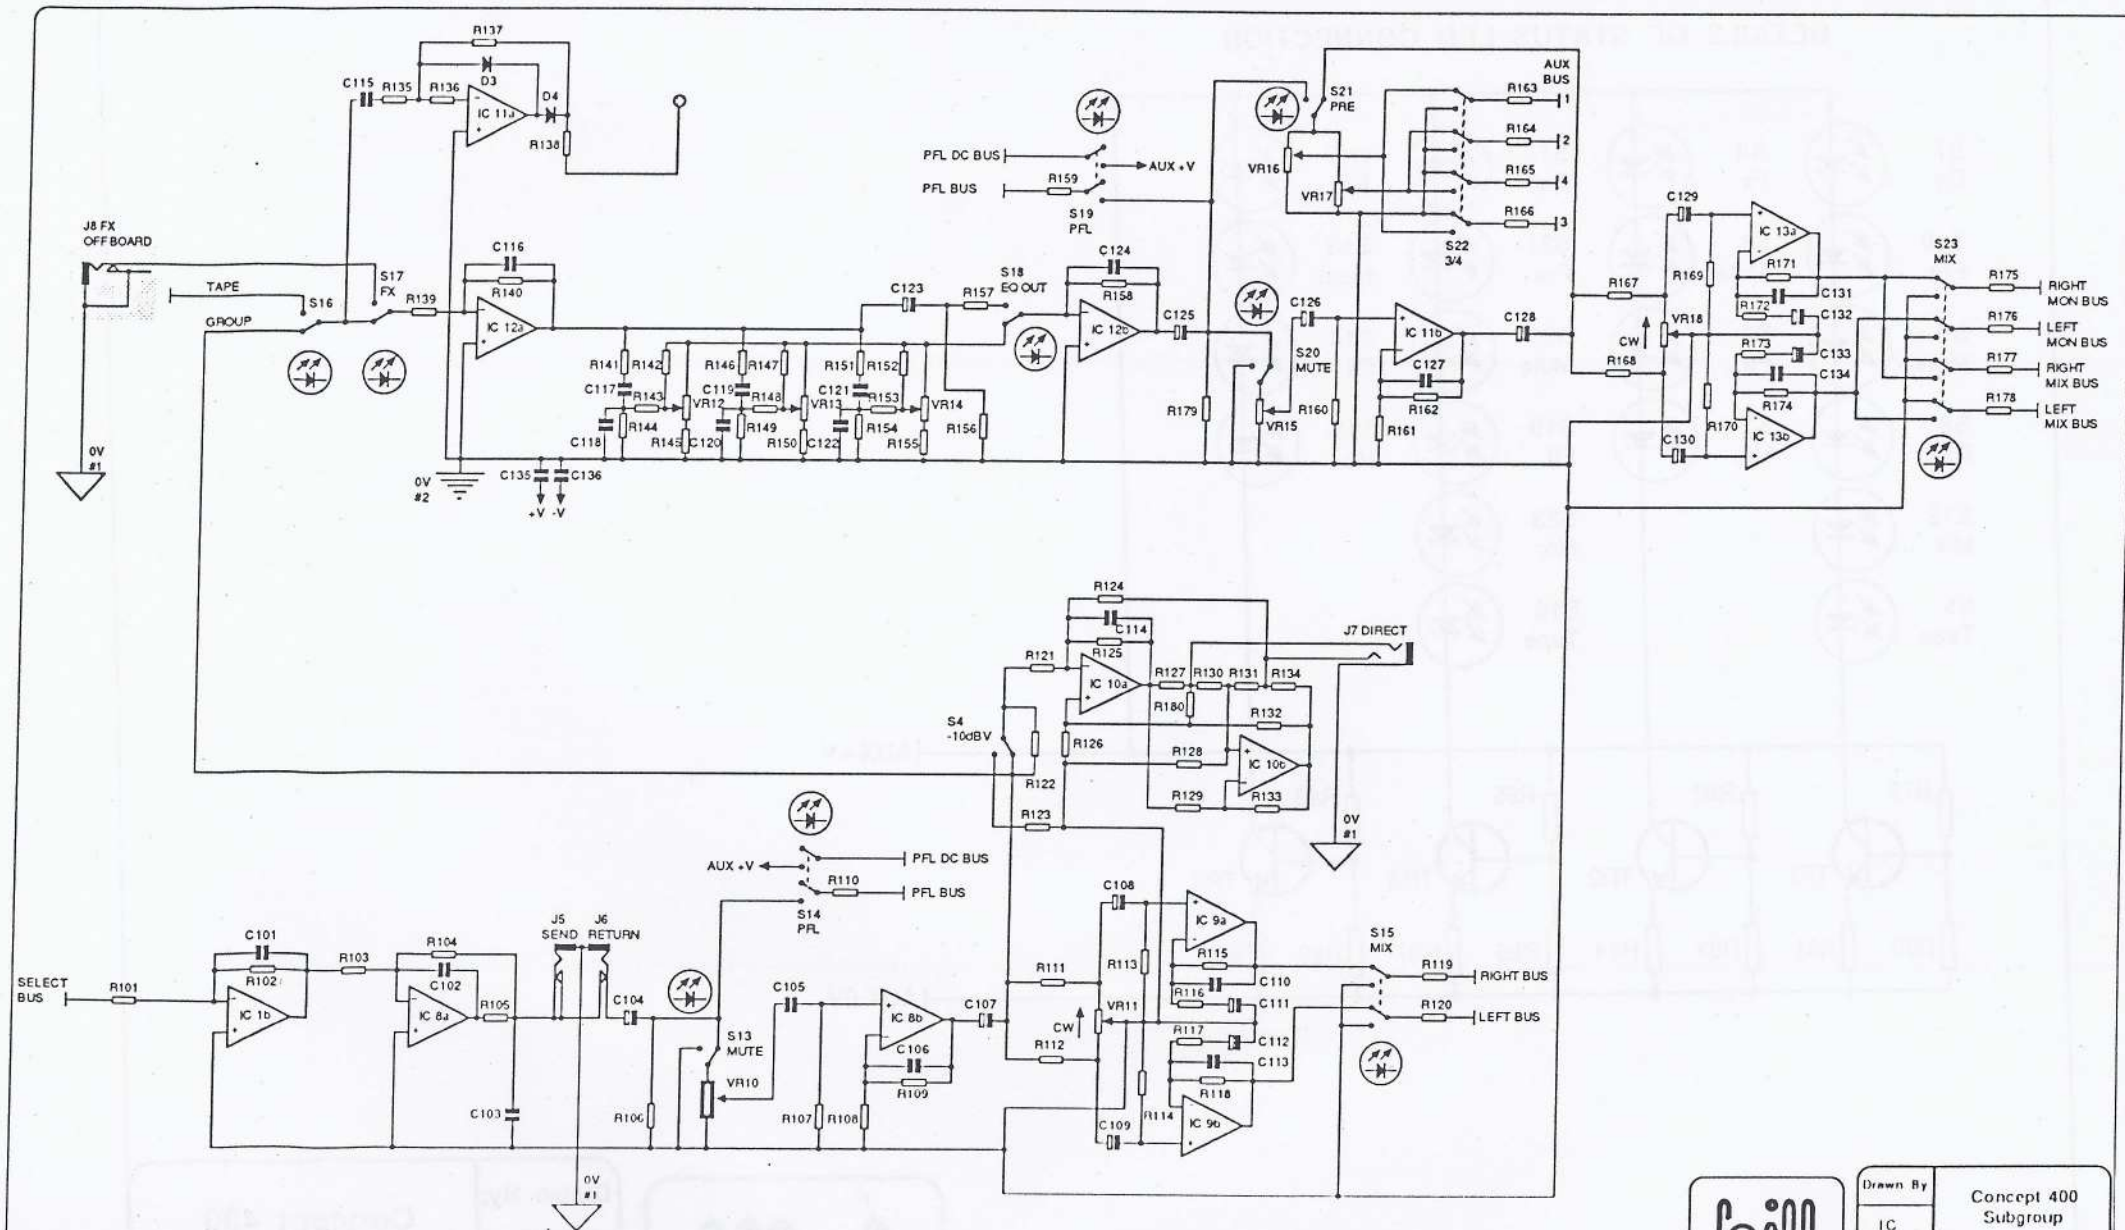 R137
D3
C115 R135 R136
D4
IC 11a
R138
J8 FX
OFF BOARD
TAPE
GROUP
S16
S17
FX
R139
C116
R140
IC 12a
0V
#1
0V
#2
C135 C136
+V -V
R141 R142
C117
R143
C118
R144
VR12
R145
R146 R147
C119
R148
C120
R149
VR13
R150
R151 R152
C121
R153
C122
R154
VR14
R155
R156
C123
R157
S18
EQ OUT
C124
R158
IC 12b
C125
PFL DC BUS
AUX +V
PFL BUS
R159
S19
PFL
R179
S20
MUTE
VR15
C126
R160
IC 11b
C127
R162
R161
C128
S21
PRE
VR16
VR17
S22
3/4
AUX
BUS
R163 1
R164 2
R165 4
R166 3
R167
R168
CW
VR18
C129
C130
R169
R170
IC 13a
R171
C131
R172
C132
R173
C133
C134
R174
IC 13b
S23
MIX
R175 RIGHT
MON BUS
R176 LEFT
MON BUS
R177 RIGHT
MIX BUS
R178 LEFT
MIX BUS
R124
C114
R125
R121
IC 10a
S4
-10dBV
R122
R123
R126
R127 R130 R131 R134
R180
R132
R128
IC 10b
R129
R133
J7 DIRECT
0V
#1
SELECT
BUS
R101
C101
R102
IC 1b
R103
R104
C102
IC 8a
R105
C103
J5
SEND
J6
RETURN
0V
#1
C104
R106
AUX +V
PFL DC BUS
R110 PFL BUS
S14
PFL
S13
MUTE
VR10
C105
R107
R108
IC 8b
C106
R109
C107
R111
R112
CW
VR11
C108
C109
R113
R114
IC 9a
R115
C110
R116
C111
R117
C112
C113
R118
IC 9b
S15
MIX
R119 RIGHT BUS
R120 LEFT BUS
Drawn By
IC
Concept 400
Subgroup